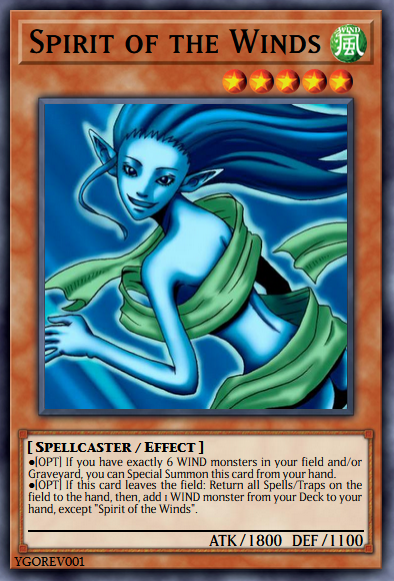 Spirit of the Winds
WIND
風
[ Spellcaster / Effect ]
●[OPT] If you have exactly 6 WIND monsters in your field and/or
Graveyard, you can Special Summon this card from your hand.
●[OPT] If this card leaves the field: Return all Spells/Traps on
the field to the hand, then, add 1 WIND monster from your Deck to your
hand, except "Spirit of the Winds".
ATK/1800 DEF/1100
YGOREV001